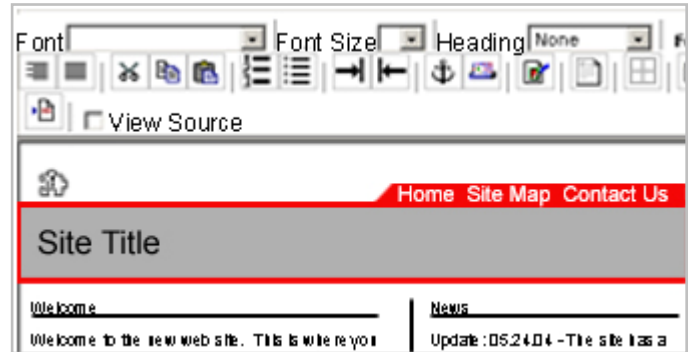 Font Font Size Heading None
View Source
Home Site Map Contact Us
Site Title
Welcome
News
Welcome to the new web site. This is where you
Update : 05.24.04 - The site has a